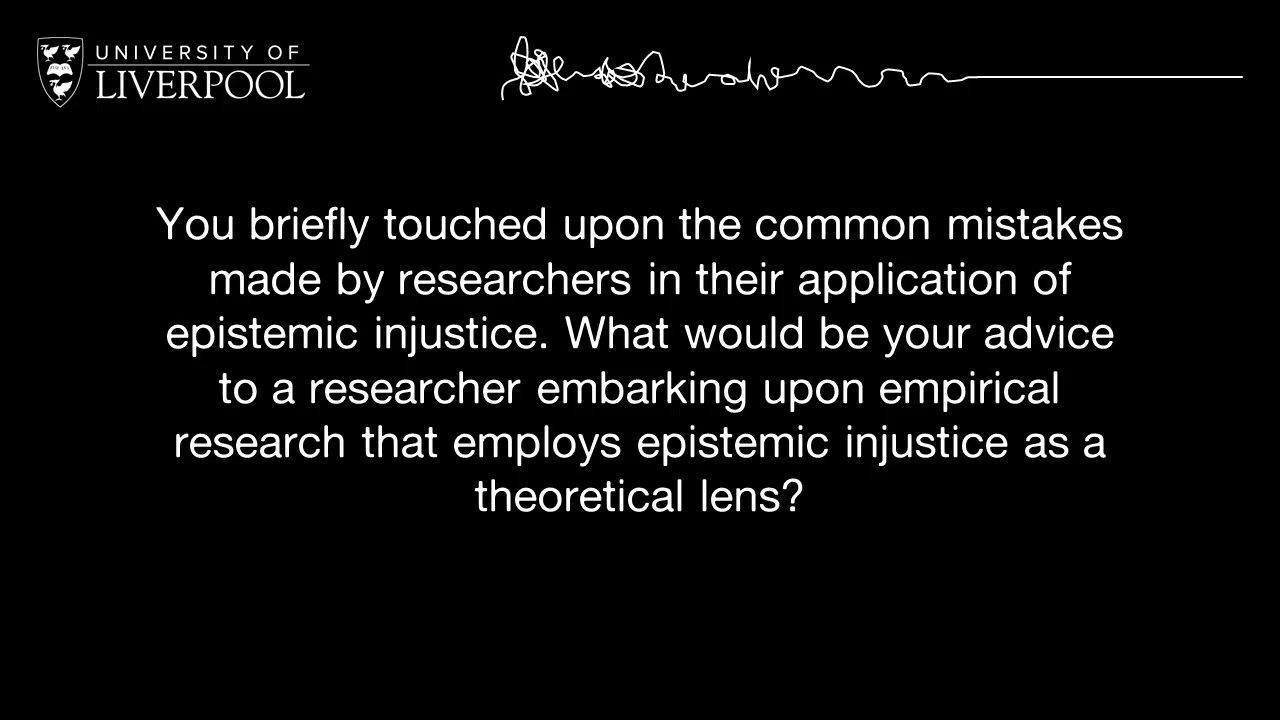 UNIVERSITY OF
LIVERPOOL
You briefly touched upon the common mistakes
made by researchers in their application of
epistemic injustice. What would be your advice
to a researcher embarking upon empirical
research that employs epistemic injustice as a
theoretical lens?